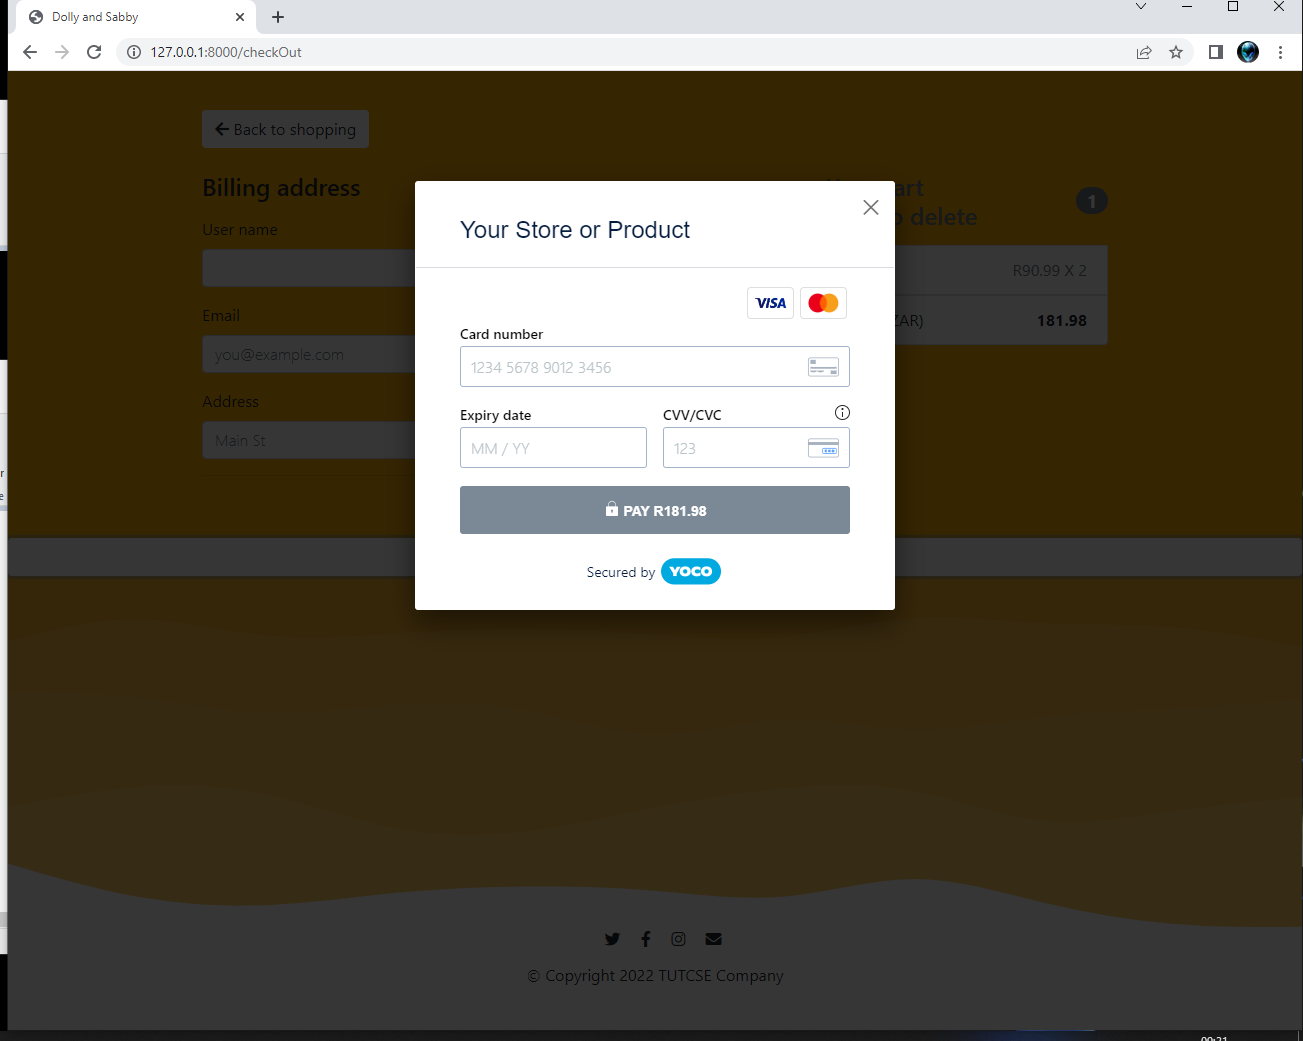 Dolly and Sabby
127.0.0.1:8000/checkOut
Back to shopping
Billing address
User name
Email
you@example.com
Address
Main St
art
1
o delete
R90.99 X 2
ZAR)
181.98
Your Store or Product
VISA
Card number
1234 5678 9012 3456
Expiry date
CVV/CVC
MM / YY
123
PAY R181.98
Secured by YOCO
© Copyright 2022 TUTCSE Company